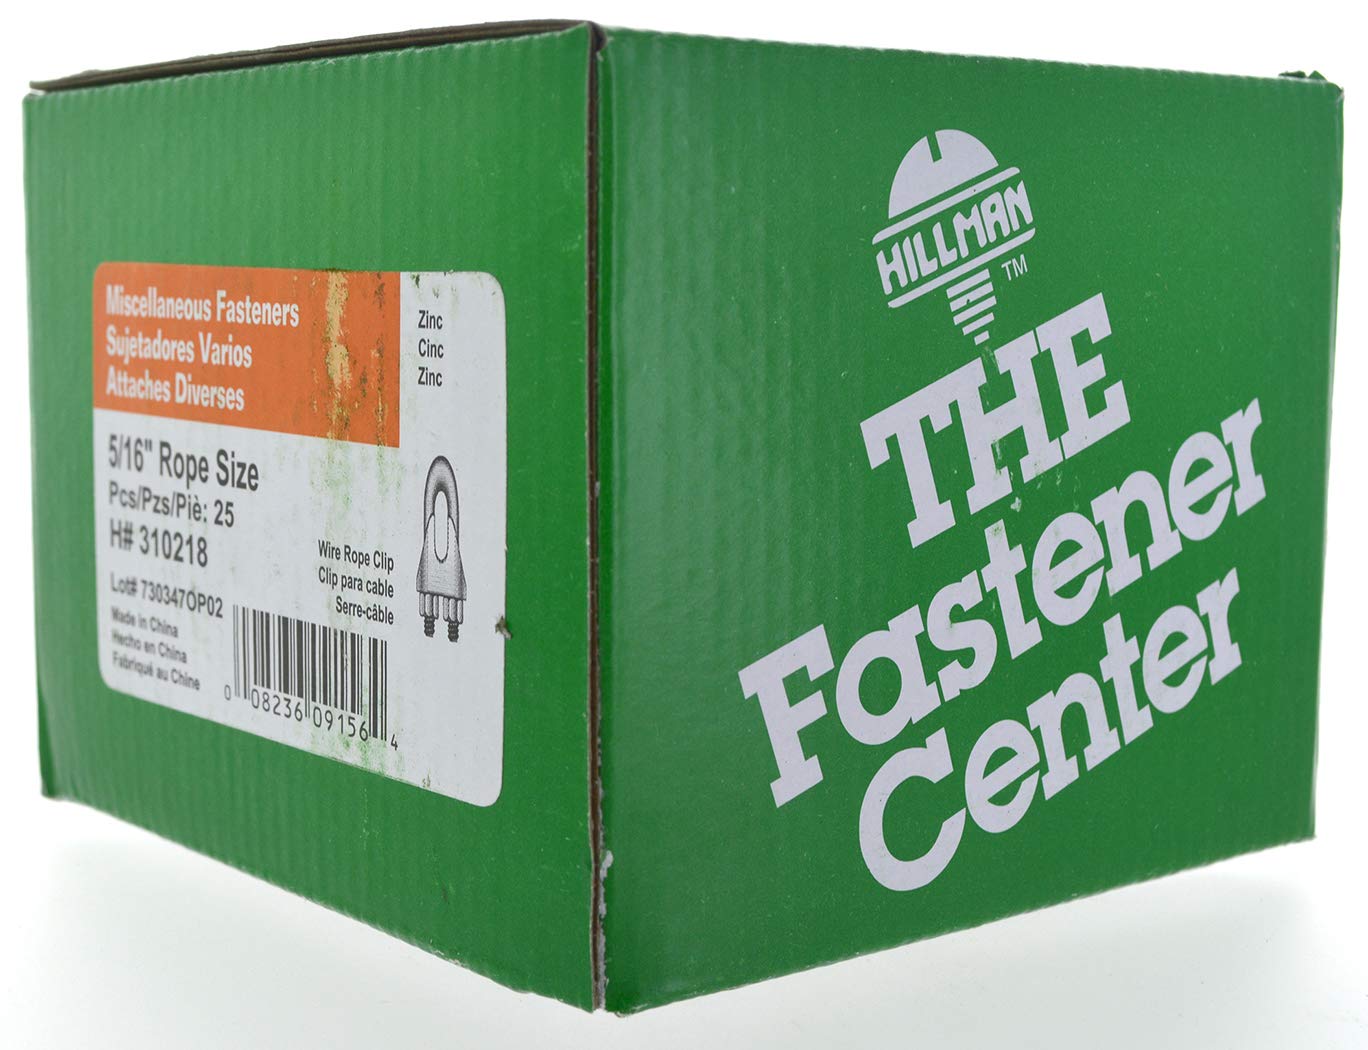 Miscellaneous Fasteners
Sujetadores Varios
Attaches Diverses
Zinc
Cinc
Zinc
5/16" Rope Size
Pcs/Pzs/Piè: 25
H# 310218
Lot# 730347OP02
Made in China
Hecho en China
Fabriqué au Chine
Wire Rope Clip
Clip para cable
Serre-câble
0 08236 09156 4
HILLMAN
TM
THE
Fastener
Center